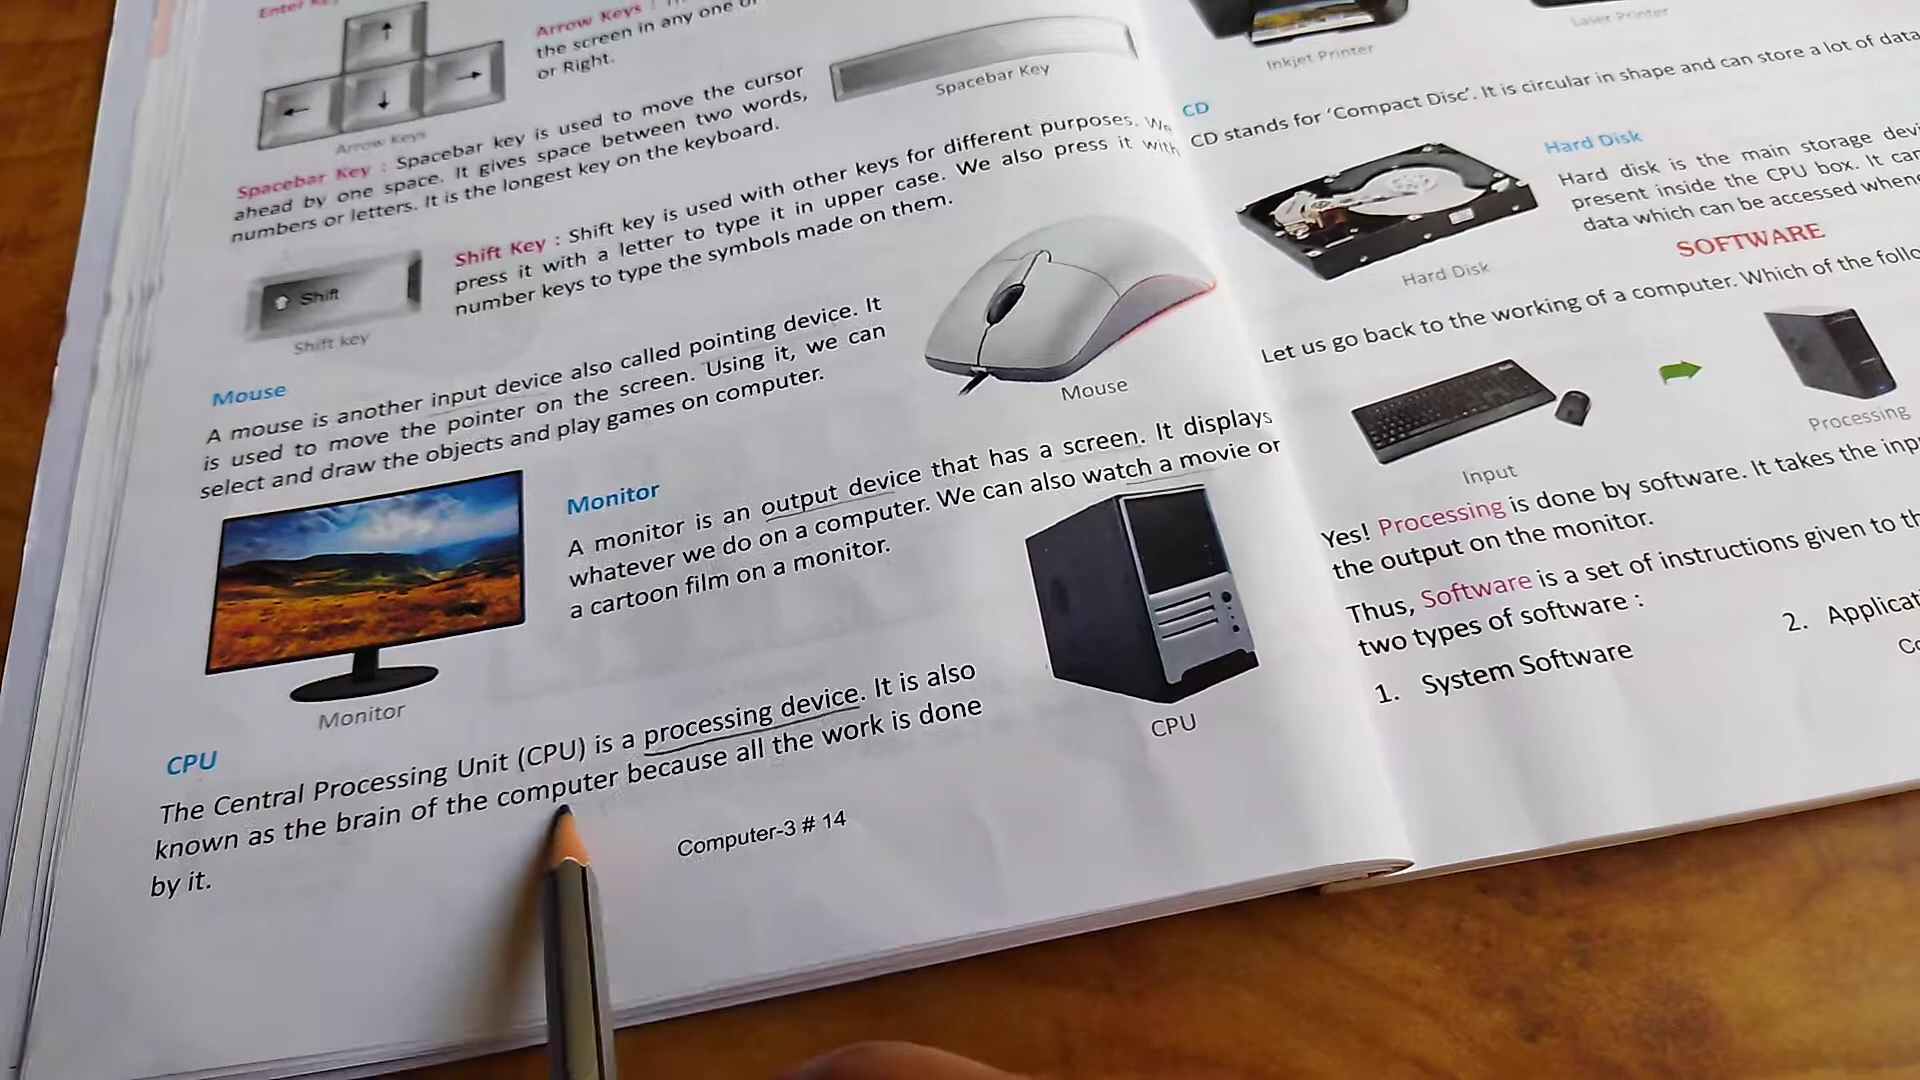 Enter
Arrow Keys :
the screen in any one of
or Right.
Arrow Keys
Spacebar Key
Spacebar Key : Spacebar key is used to move the cursor
ahead by one space. It gives space between two words,
numbers or letters. It is the longest key on the keyboard.
Shift
Shift key
Shift Key : Shift key is used with other keys for different purposes. We
press it with a letter to type it in upper case. We also press it with
number keys to type the symbols made on them.
Mouse
A mouse is another input device also called pointing device. It
is used to move the pointer on the screen. Using it, we can
select and draw the objects and play games on computer.
Mouse
Monitor
A monitor is an output device that has a screen. It displays
whatever we do on a computer. We can also watch a movie or
a cartoon film on a monitor.
Monitor
CPU
The Central Processing Unit (CPU) is a processing device. It is also
known as the brain of the computer because all the work is done
by it.
CPU
Computer-3 # 14
Inkjet Printer
Laser Printer
CD
CD stands for 'Compact Disc'. It is circular in shape and can store a lot of data
Hard Disk
Hard disk is the main storage
present inside the CPU box. It can
data which can be accessed
Hard Disk
SOFTWARE
Let us go back to the working of a computer. Which of the
Input
Processing
Yes! Processing is done by software. It takes the
the output on the monitor.
Thus, Software is a set of instructions given to
two types of software :
1. System Software
2.